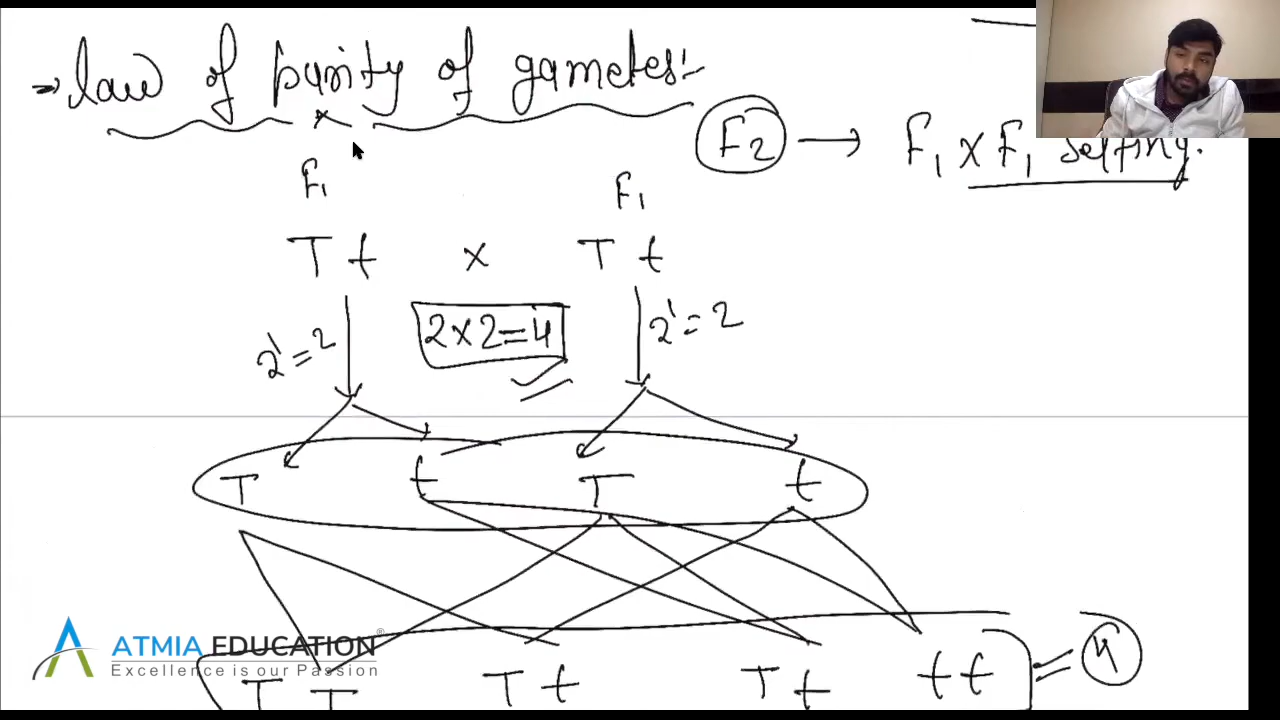 → law of purity of gametes:-
F2 → F1 x F1 selfing.
x
F1 F1
T t x T t
2¹ = 2 2x2=4 2¹ = 2
T t T t
T T T t T t t t = 4
ATMIA EDUCATION®
Excellence is our Passion